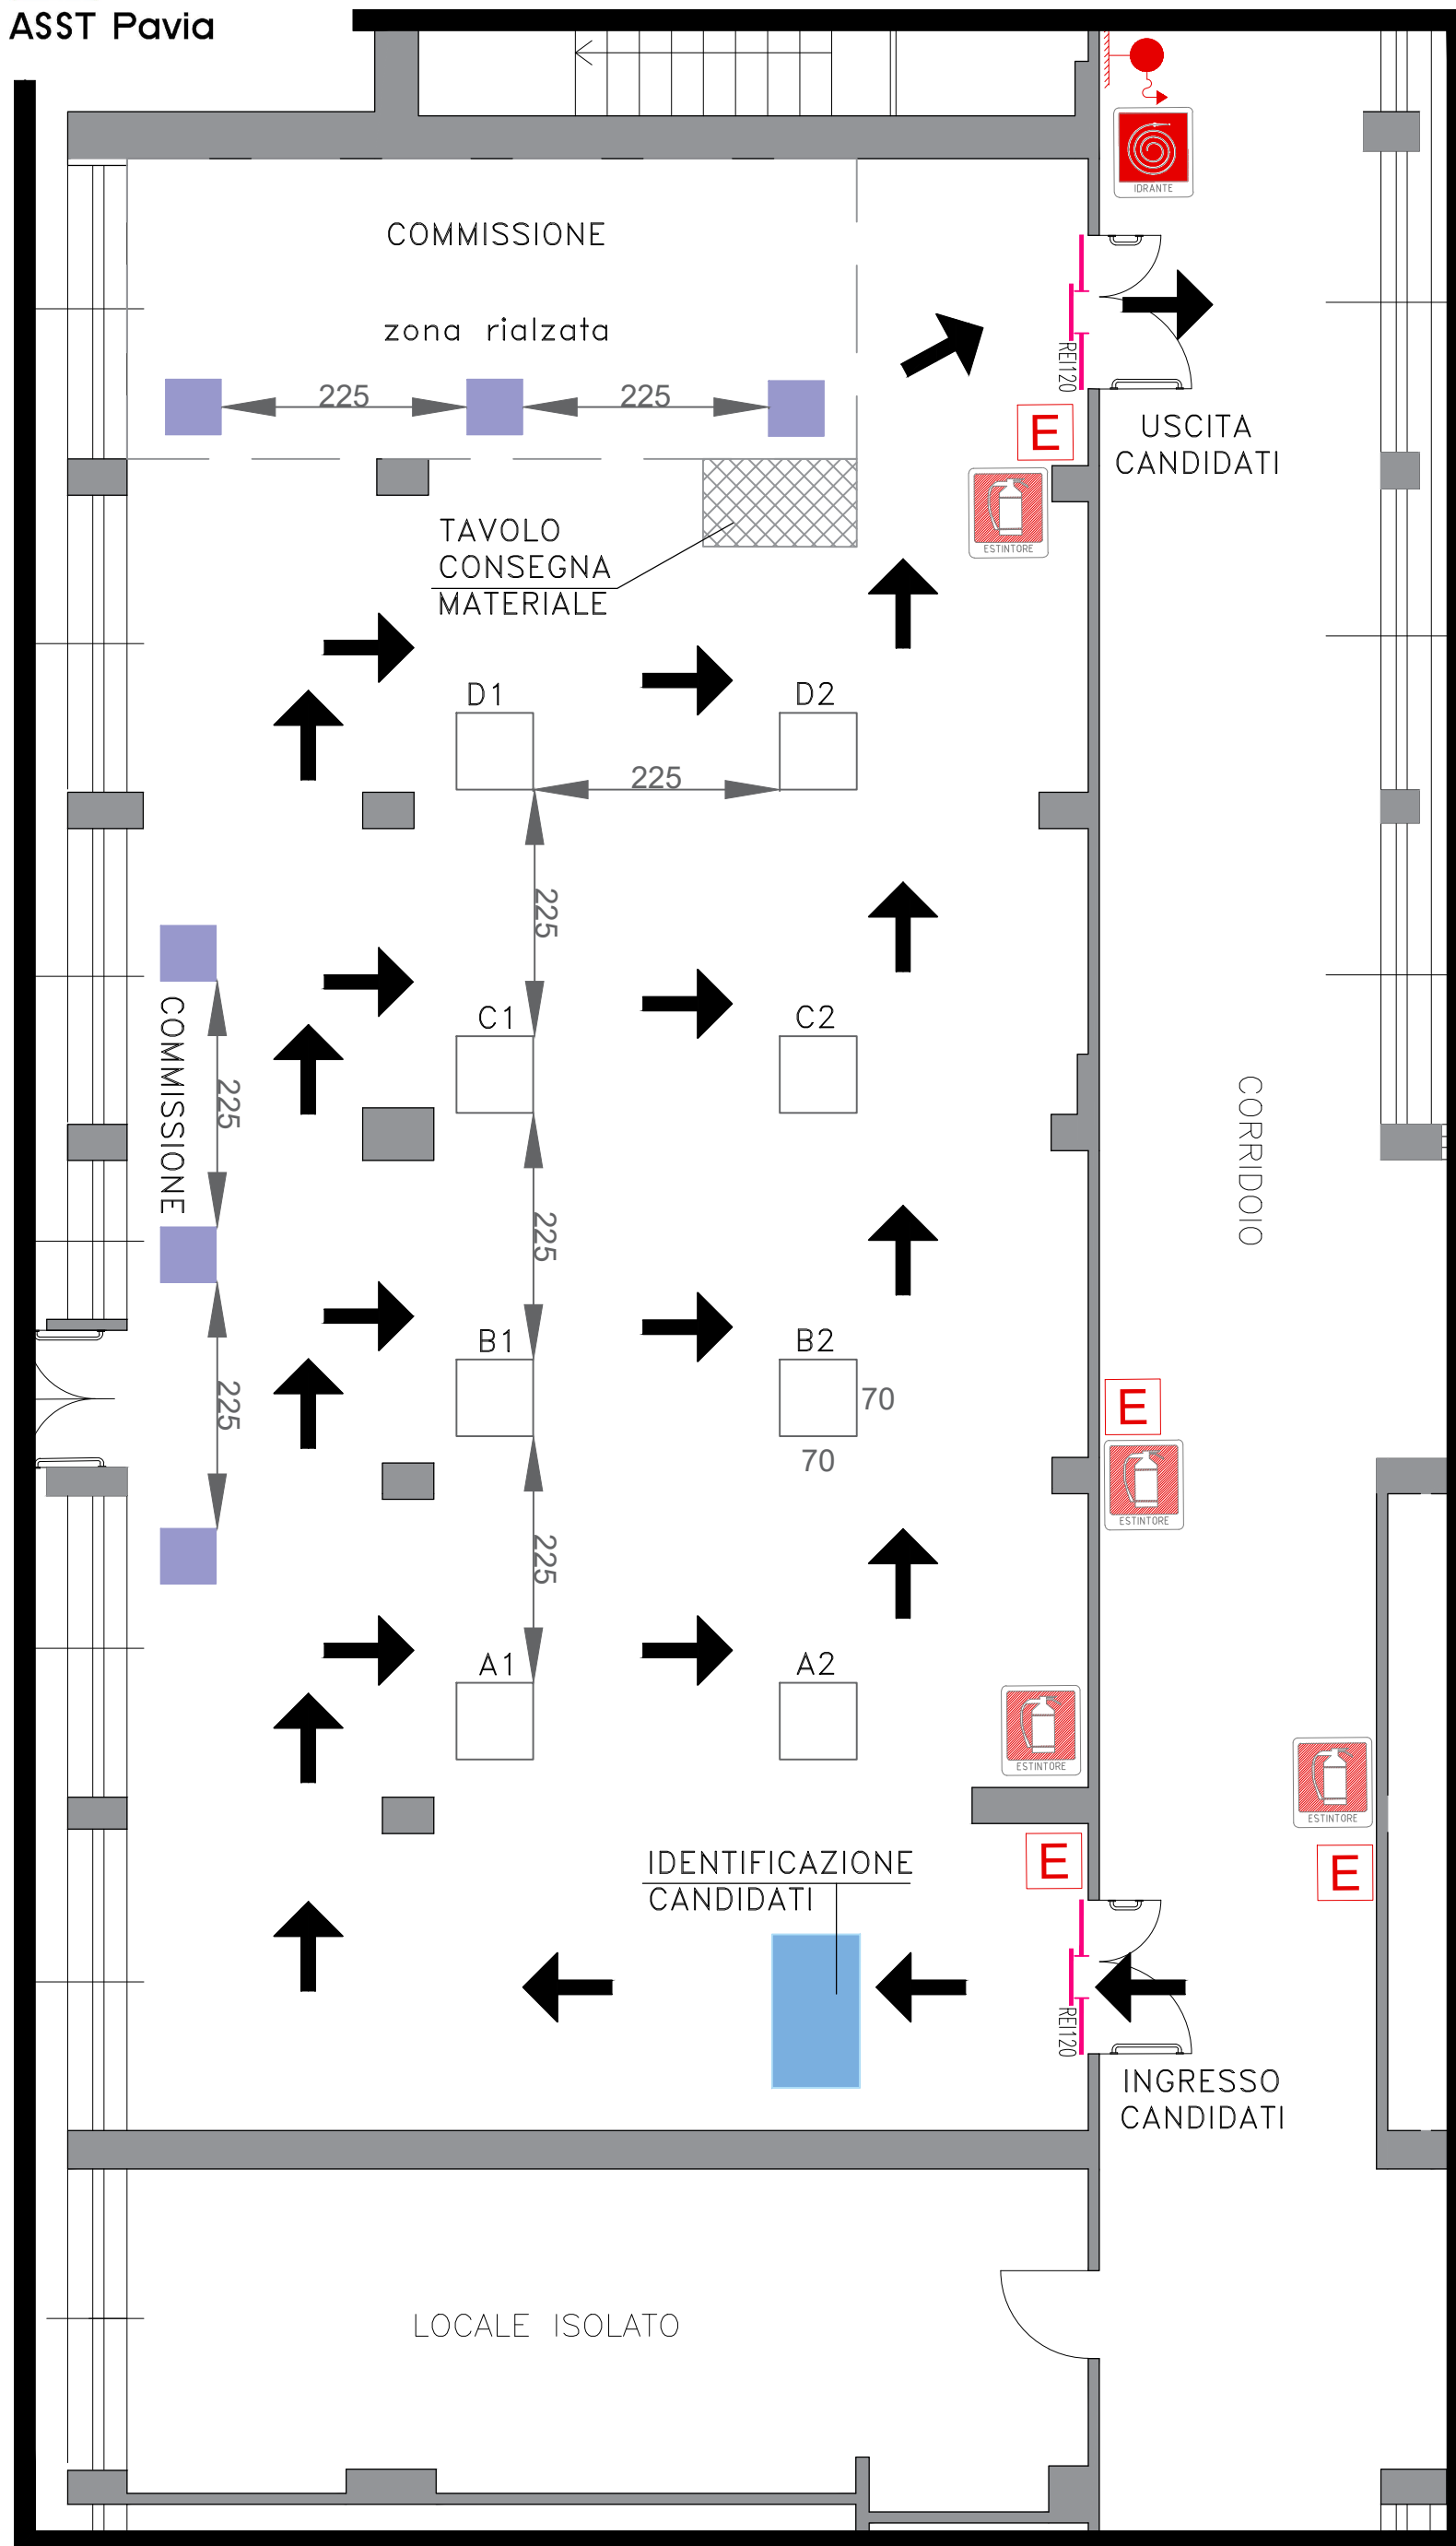 ASST Pavia
IDRANTE
COMMISSIONE
zona rialzata
REI120
225
225
E
USCITA
CANDIDATI
ESTINTORE
TAVOLO
CONSEGNA
MATERIALE
D1
D2
225
225
C1
C2
COMMISSIONE
225
CORRIDOIO
225
B1
B2
70
70
225
E
ESTINTORE
225
A1
A2
ESTINTORE
ESTINTORE
E
E
IDENTIFICAZIONE
CANDIDATI
REI120
INGRESSO
CANDIDATI
LOCALE ISOLATO